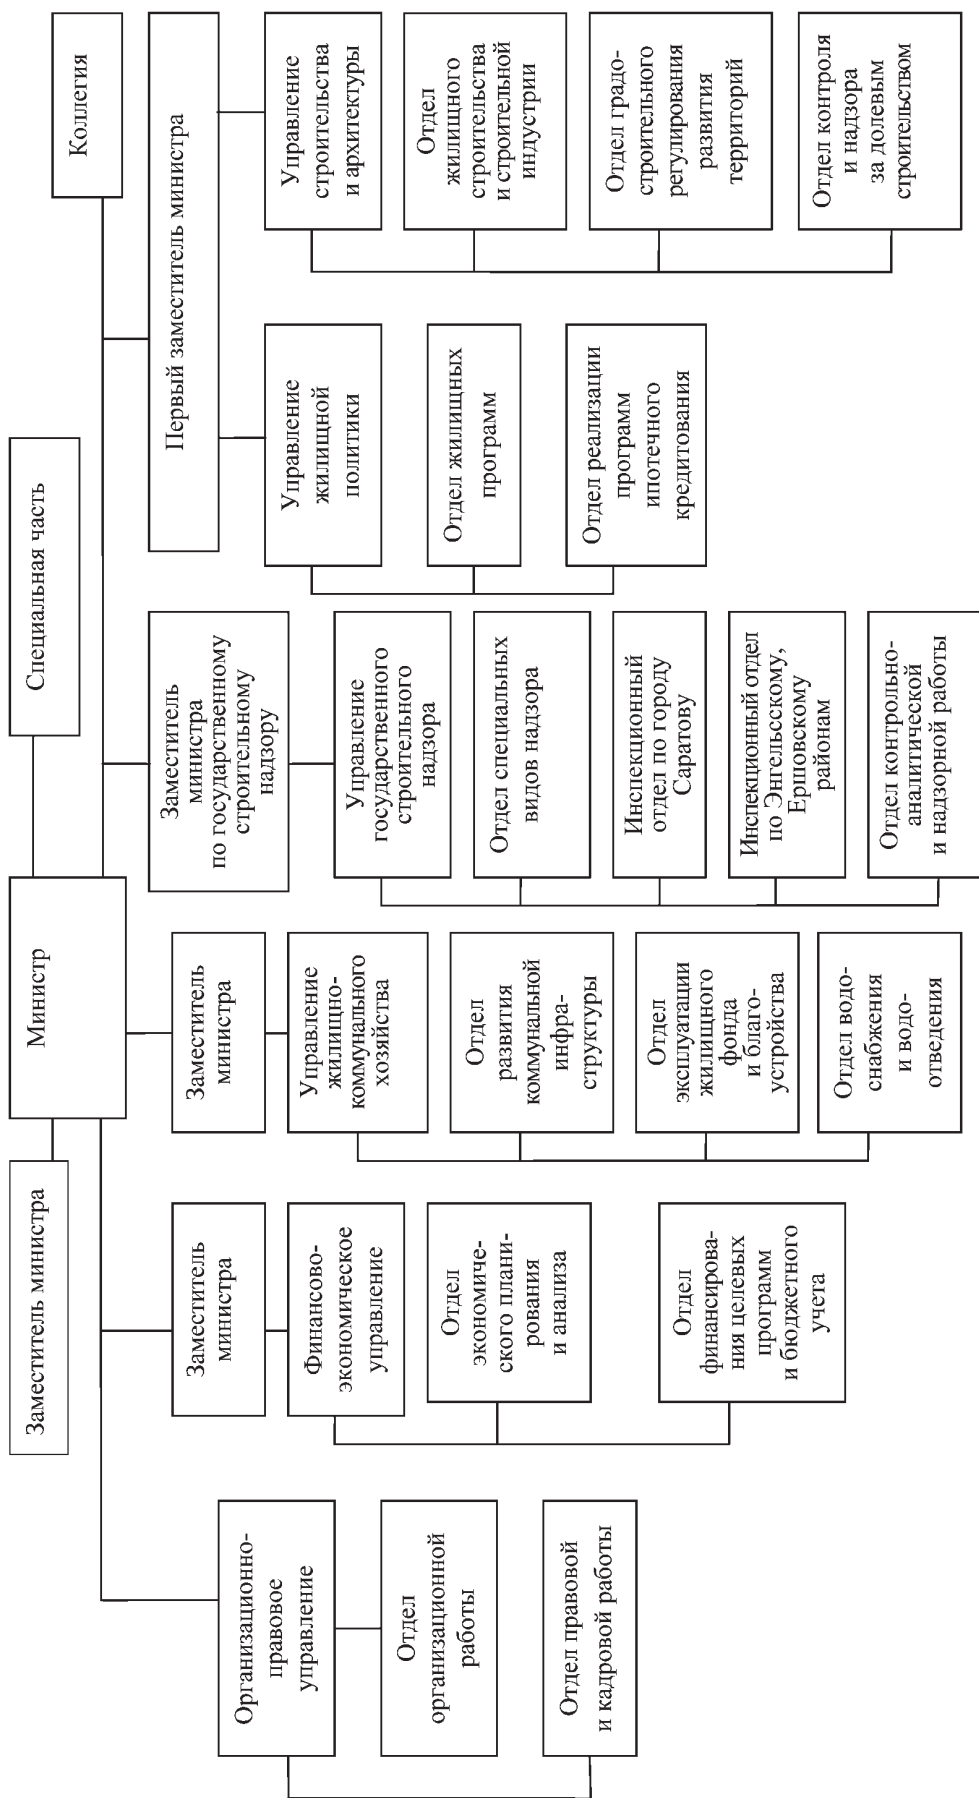 Заместитель министра
Министр
Специальная часть
Коллегия
Организационно-
правовое
управление
Отдел
организационной
работы
Отдел правовой
и кадровой работы
Заместитель
министра
Финансово-
экономическое
управление
Отдел
экономиче-
ского плани-
рования
и анализа
Отдел
финансирова-
ния целевых
программ
и бюджетного
учета
Заместитель
министра
Управление
жилищно-
коммунального
хозяйства
Отдел
развития
коммунальной
инфра-
структуры
Отдел
эксплуатации
жилищного
фонда
и благо-
устройства
Отдел водо-
снабжения
и водо-
отведения
Заместитель
министра
по государственному
строительному
надзору
Управление
государственного
строительного
надзора
Отдел специальных
видов надзора
Инспекционный
отдел по городу
Саратову
Инспекционный отдел
по Энгельсскому,
Ершовскому
районам
Отдел контрольно-
аналитической
и надзорной работы
Первый заместитель министра
Управление
жилищной
политики
Отдел жилищных
программ
Отдел реализации
программ
ипотечного
кредитования
Управление
строительства
и архитектуры
Отдел
жилищного
строительства
и строительной
индустрии
Отдел градо-
строительного
регулирования
развития
территорий
Отдел контроля
и надзора
за долевым
строительством